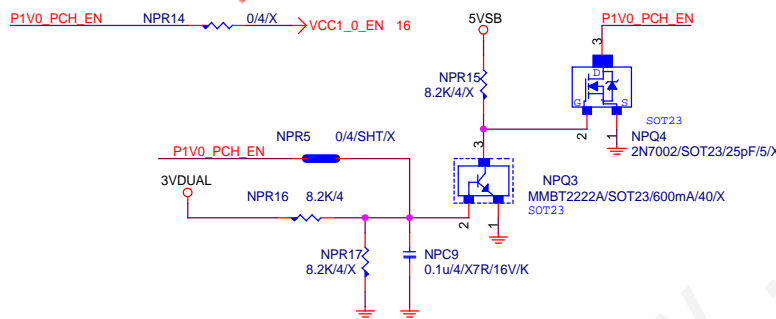 P1V0_PCH_EN
NPR14
0/4/X
VCC1_0_EN 16
5VSB
P1V0_PCH_EN
NPR15
8.2K/4/X
3
D
G
S
2
1
SOT23
NPQ4
2N7002/SOT23/25pF/5/X
P1V0_PCH_EN
NPR5
0/4/SHT/X
3VDUAL
NPR16
8.2K/4
3
2
1
NPQ3
MMBT2222A/SOT23/600mA/40/X
SOT23
NPR17
8.2K/4/X
NPC9
0.1u/4/X7R/16V/K